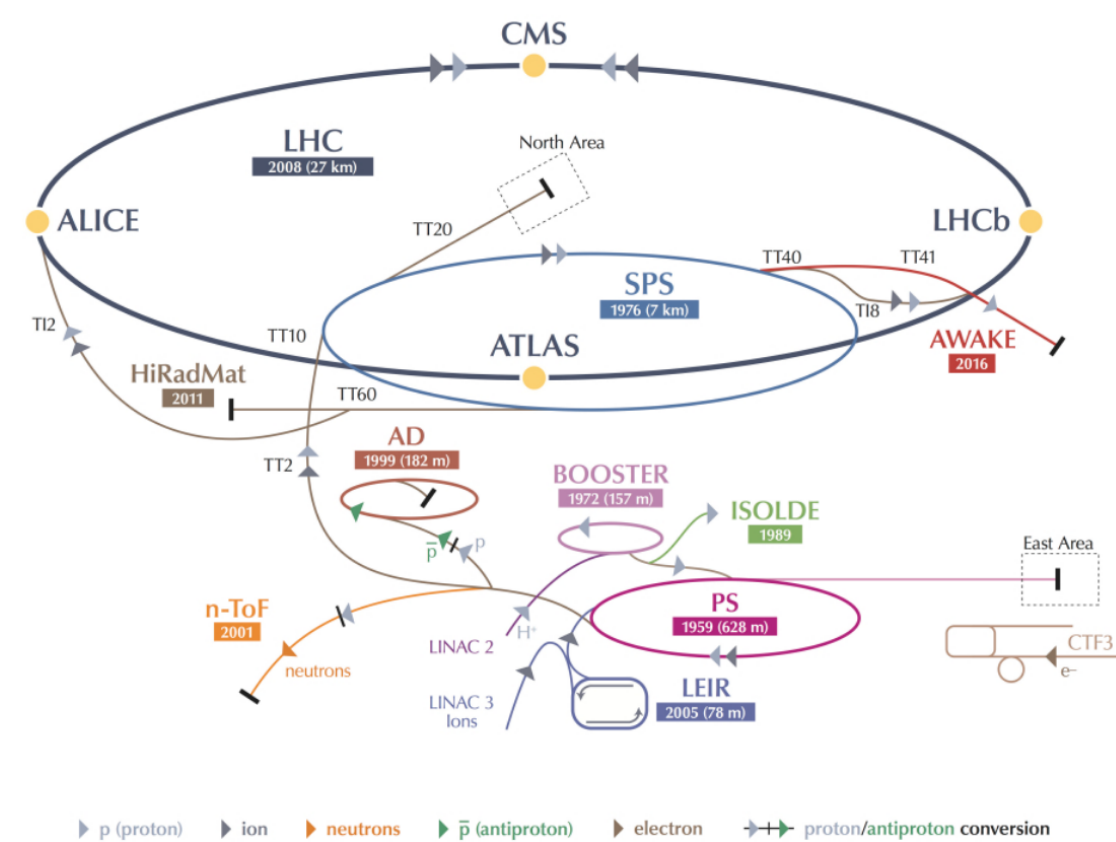 CMS
LHC
2008 (27 km)
North Area
ALICE
LHCb
TT20
TT40
TT41
SPS
1976 (7 km)
TI2
TT10
TI8
ATLAS
AWAKE
2016
HiRadMat
2011
TT60
AD
1999 (182 m)
TT2
BOOSTER
1972 (157 m)
ISOLDE
1989
p̅
p
East Area
n-ToF
2001
PS
1959 (628 m)
H⁺
LINAC 2
neutrons
CTF3
e⁻
LINAC 3
Ions
LEIR
2005 (78 m)
p (proton) ion neutrons p̅ (antiproton) electron proton/antiproton conversion